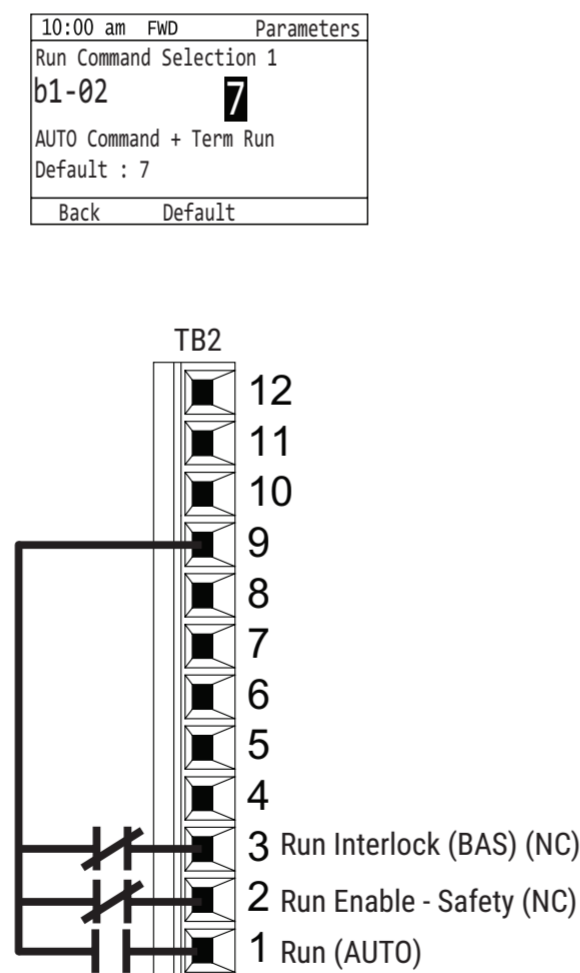 10:00 am FWD Parameters
Run Command Selection 1
b1-02 7
AUTO Command + Term Run
Default : 7
Back Default
TB2
12
11
10
9
8
7
6
5
4
3 Run Interlock (BAS) (NC)
2 Run Enable - Safety (NC)
1 Run (AUTO)